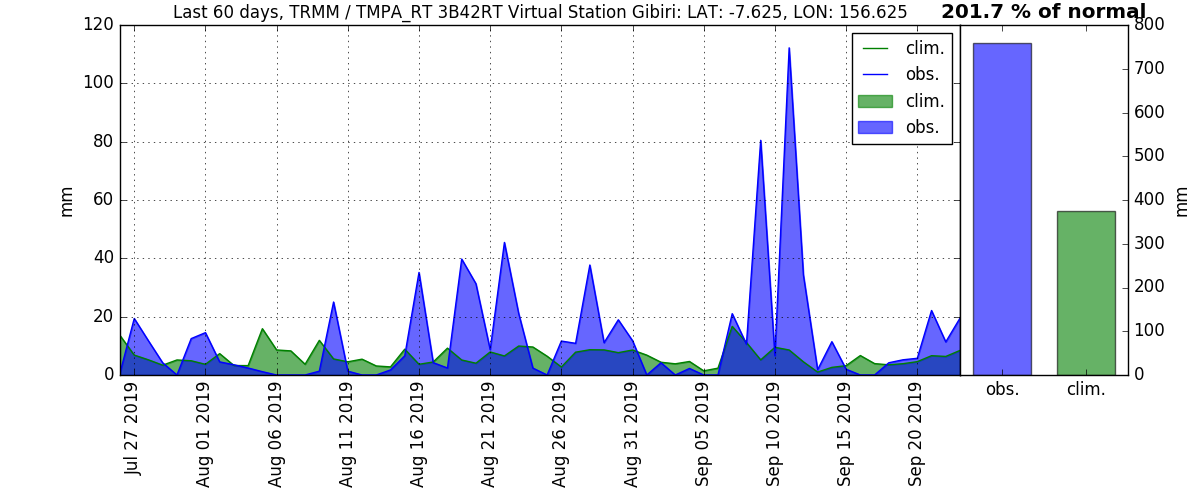 Last 60 days, TRMM / TMPA_RT 3B42RT Virtual Station Gibiri: LAT: -7.625, LON: 156.625
201.7 % of normal
120
100
80
60
40
20
0
mm
clim.
obs.
clim.
obs.
Jul 27 2019
Aug 01 2019
Aug 06 2019
Aug 11 2019
Aug 16 2019
Aug 21 2019
Aug 26 2019
Aug 31 2019
Sep 05 2019
Sep 10 2019
Sep 15 2019
Sep 20 2019
800
700
600
500
400
300
200
100
0
mm
obs.
clim.